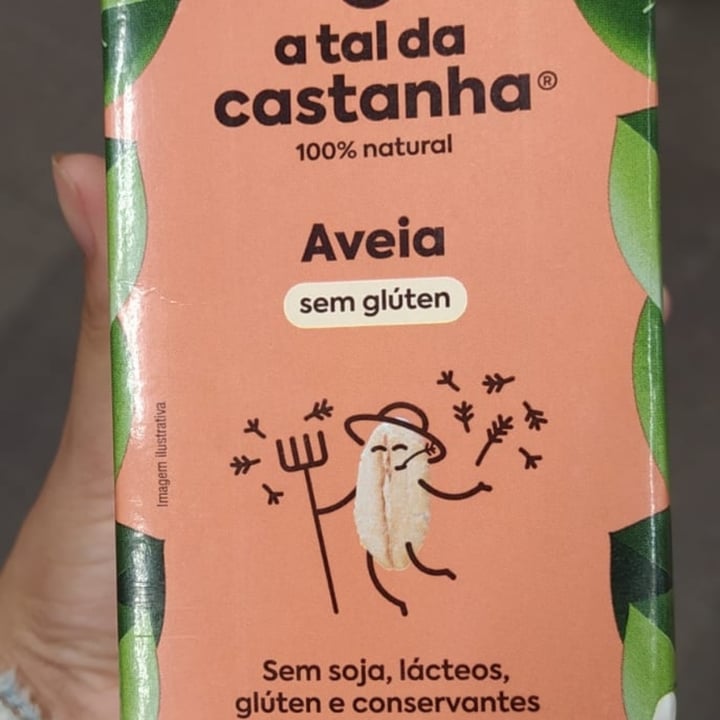 a tal da
castanha®
100% natural
Aveia
sem glúten
Imagem ilustrativa
Sem soja, lácteos,
glúten e conservantes